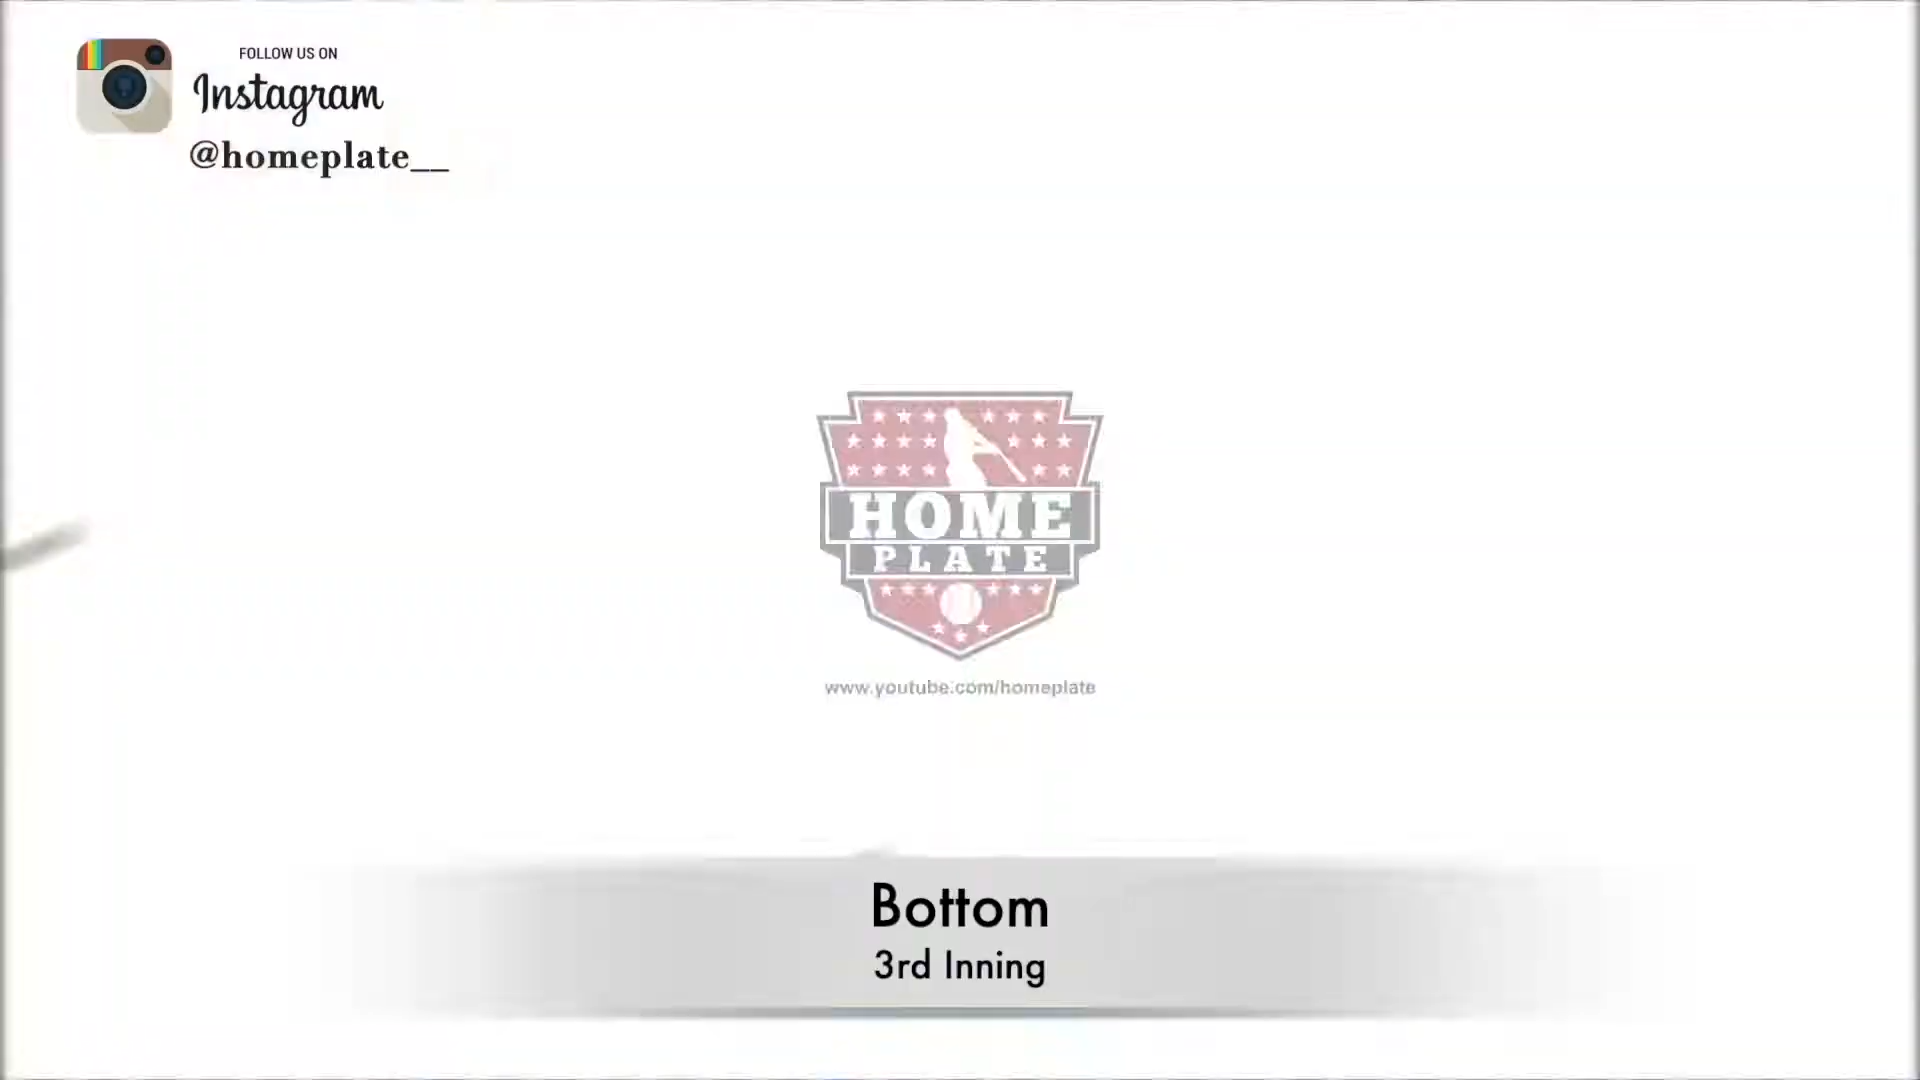 FOLLOW US ON
Instagram
@homeplate__
HOME
PLATE
www.youtube.com/homeplate
Bottom
3rd Inning